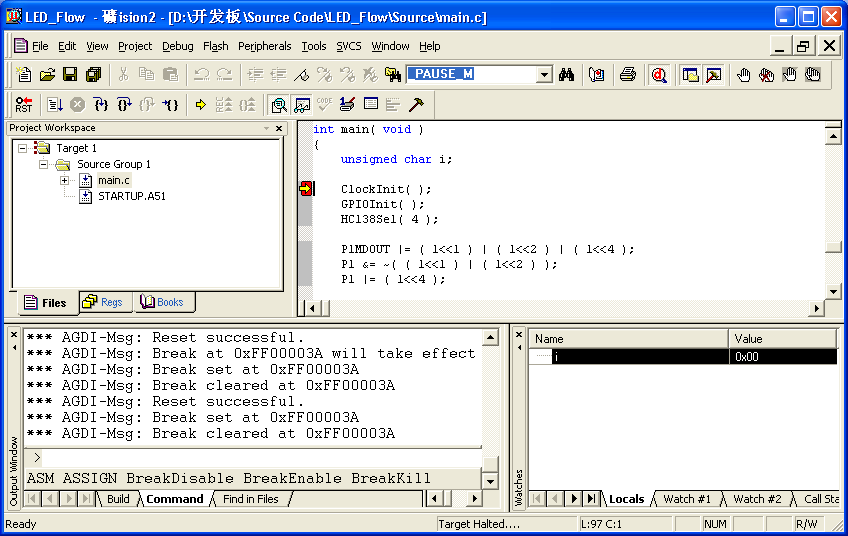 LED_Flow - 礦ision2 - [D:\开发板\Source Code\LED_Flow\Source\main.c]
File Edit View Project Debug Flash Peripherals Tools SVCS Window Help
PAUSE_M
RST
CODE
Project Workspace
Target 1
Source Group 1
main.c
STARTUP.A51
Files Regs Books
int main( void )
{
unsigned char i;
ClockInit( );
GPIOInit( );
HC138Sel( 4 );
P1MDOUT |= ( 1<<1 ) | ( 1<<2 ) | ( 1<<4 );
P1 &= ~( ( 1<<1 ) | ( 1<<2 ) );
P1 |= ( 1<<4 );
*** AGDI-Msg: Reset successful.
*** AGDI-Msg: Break at 0xFF00003A will take effect
*** AGDI-Msg: Break set at 0xFF00003A
*** AGDI-Msg: Break cleared at 0xFF00003A
*** AGDI-Msg: Reset successful.
*** AGDI-Msg: Break set at 0xFF00003A
*** AGDI-Msg: Break cleared at 0xFF00003A
>
ASM ASSIGN BreakDisable BreakEnable BreakKill
Build Command Find in Files
Output Window
Name Value
i 0x00
Locals Watch #1 Watch #2 Call Sta
Watches
Ready Target Halted.... L:97 C:1 NUM R/W